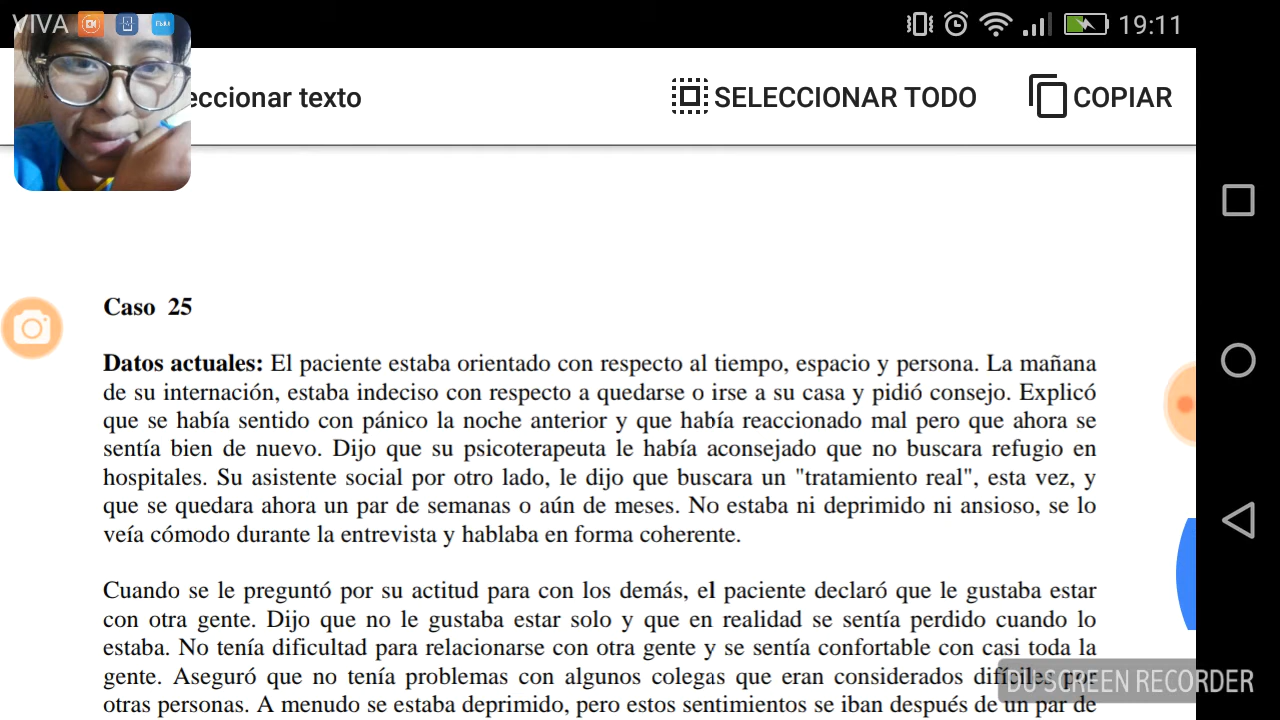 VIVA
19:11
eccionar texto
SELECCIONAR TODO
COPIAR
Caso 25
Datos actuales: El paciente estaba orientado con respecto al tiempo, espacio y persona. La mañana
de su internación, estaba indeciso con respecto a quedarse o irse a su casa y pidió consejo. Explicó
que se había sentido con pánico la noche anterior y que había reaccionado mal pero que ahora se
sentía bien de nuevo. Dijo que su psicoterapeuta le había aconsejado que no buscara refugio en
hospitales. Su asistente social por otro lado, le dijo que buscara un "tratamiento real", esta vez, y
que se quedara ahora un par de semanas o aún de meses. No estaba ni deprimido ni ansioso, se lo
veía cómodo durante la entrevista y hablaba en forma coherente.
Cuando se le preguntó por su actitud para con los demás, el paciente declaró que le gustaba estar
con otra gente. Dijo que no le gustaba estar solo y que en realidad se sentía perdido cuando lo
estaba. No tenía dificultad para relacionarse con otra gente y se sentía confortable con casi toda la
gente. Aseguró que no tenía problemas con algunos colegas que eran considerados difíciles por
otras personas. A menudo se estaba deprimido, pero estos sentimientos se iban después de un par de
DU SCREEN RECORDER